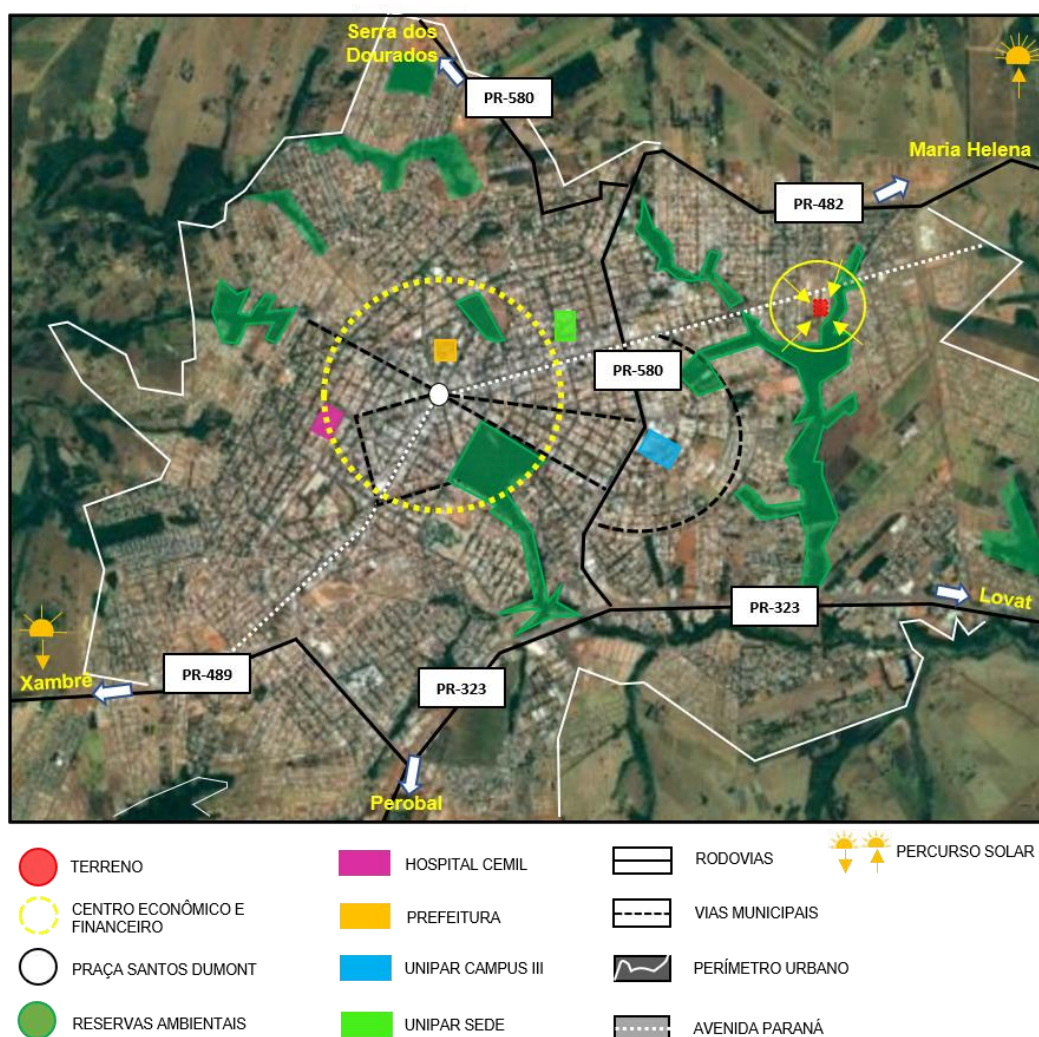 Serra dos
Dourados
PR-580
Maria Helena
PR-482
PR-580
PR-323
Lovat
Xambre
PR-489
PR-323
Perobal
TERRENO
CENTRO ECONÔMICO E
FINANCEIRO
PRAÇA SANTOS DUMONT
RESERVAS AMBIENTAIS
HOSPITAL CEMIL
PREFEITURA
UNIPAR CAMPUS III
UNIPAR SEDE
RODOVIAS
VIAS MUNICIPAIS
PERÍMETRO URBANO
AVENIDA PARANÁ
PERCURSO SOLAR